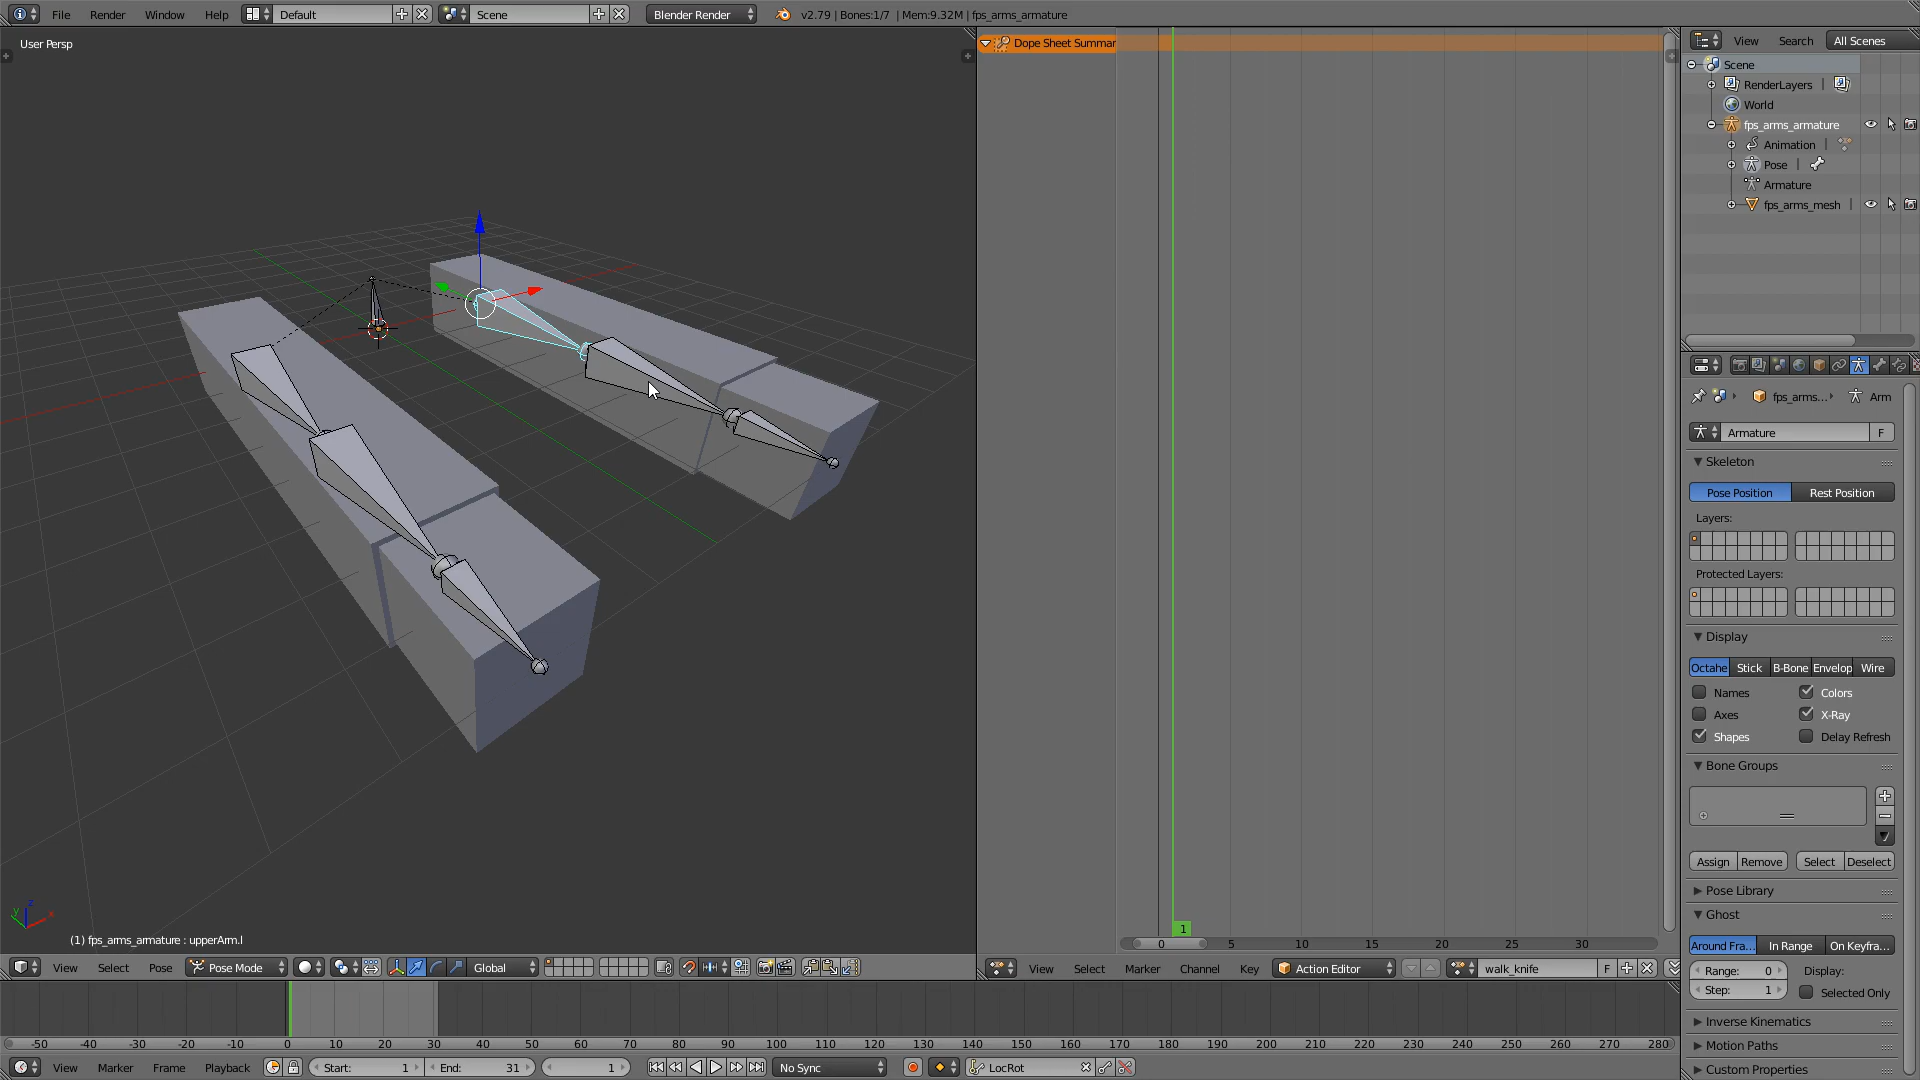 File Render Window Help Default Scene Blender Render v2.79 | Bones:1/7 | Mem:9.32M | fps_arms_armature
User Persp
Dope Sheet Summar
View Search All Scenes
Scene
RenderLayers |
World
fps_arms_armature
Animation |
Pose |
Armature
fps_arms_mesh |
fps_arms... Arm
Armature F
Skeleton
Pose Position Rest Position
Layers:
Protected Layers:
Display
Octahe Stick B-Bone Envelop Wire
Names Colors
Axes X-Ray
Shapes Delay Refresh
Bone Groups
Assign Remove Select Deselect
Pose Library
Ghost
Around Fra... In Range On Keyfra...
Range: 0 Display:
Step: 1 Selected Only
Inverse Kinematics
Motion Paths
Custom Properties
z
y x
(1) fps_arms_armature : upperArm.l
View Select Pose Pose Mode Global
1
0 5 10 15 20 25 30
View Select Marker Channel Key Action Editor walk_knife F
-50 -40 -30 -20 -10 0 10 20 30 40 50 60 70 80 90 100 110 120 130 140 150 160 170 180 190 200 210 220 230 240 250 260 270 280
View Marker Frame Playback Start: 1 End: 31 1 No Sync LocRot